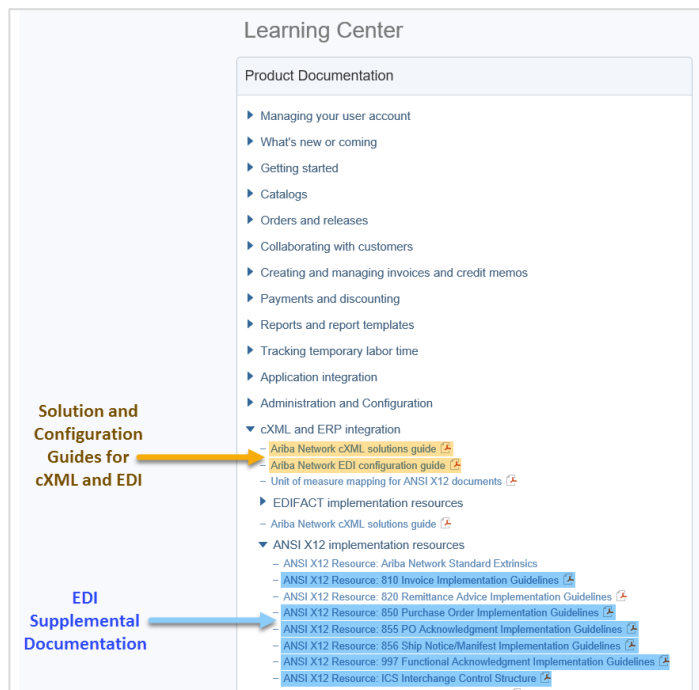 Learning Center
Product Documentation
Managing your user account
What's new or coming
Getting started
Catalogs
Orders and releases
Collaborating with customers
Creating and managing invoices and credit memos
Payments and discounting
Reports and report templates
Tracking temporary labor time
Application integration
Administration and Configuration
cXML and ERP integration
– Ariba Network cXML solutions guide
– Ariba Network EDI configuration guide
– Unit of measure mapping for ANSI X12 documents
EDIFACT implementation resources
– Ariba Network cXML solutions guide
ANSI X12 implementation resources
– ANSI X12 Resource: Ariba Network Standard Extrinsics
– ANSI X12 Resource: 810 Invoice Implementation Guidelines
– ANSI X12 Resource: 820 Remittance Advice Implementation Guidelines
– ANSI X12 Resource: 850 Purchase Order Implementation Guidelines
– ANSI X12 Resource: 855 PO Acknowledgment Implementation Guidelines
– ANSI X12 Resource: 856 Ship Notice/Manifest Implementation Guidelines
– ANSI X12 Resource: 997 Functional Acknowledgment Implementation Guidelines
– ANSI X12 Resource: ICS Interchange Control Structure
Solution and
Configuration
Guides for
cXML and EDI
EDI
Supplemental
Documentation